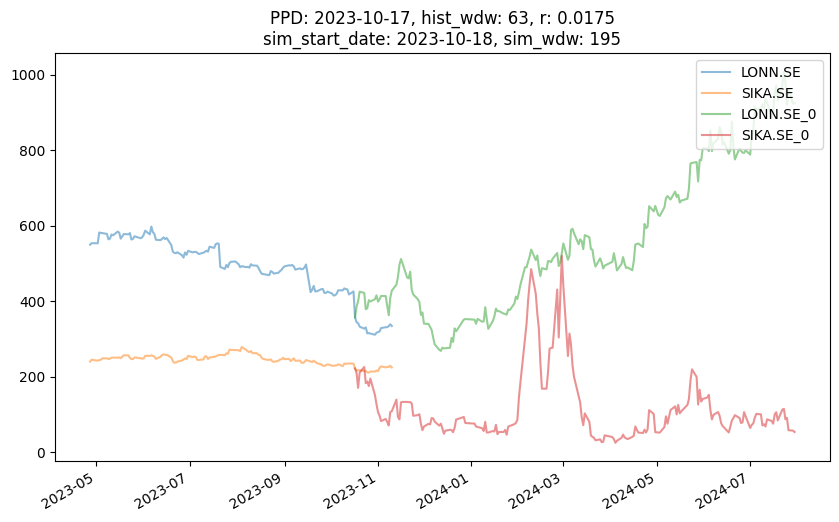 PPD: 2023-10-17, hist_wdw: 63, r: 0.0175
sim_start_date: 2023-10-18, sim_wdw: 195
1000
800
600
400
200
0
LONN.SE
SIKA.SE
LONN.SE_0
SIKA.SE_0
2023-05
2023-07
2023-09
2023-11
2024-01
2024-03
2024-05
2024-07